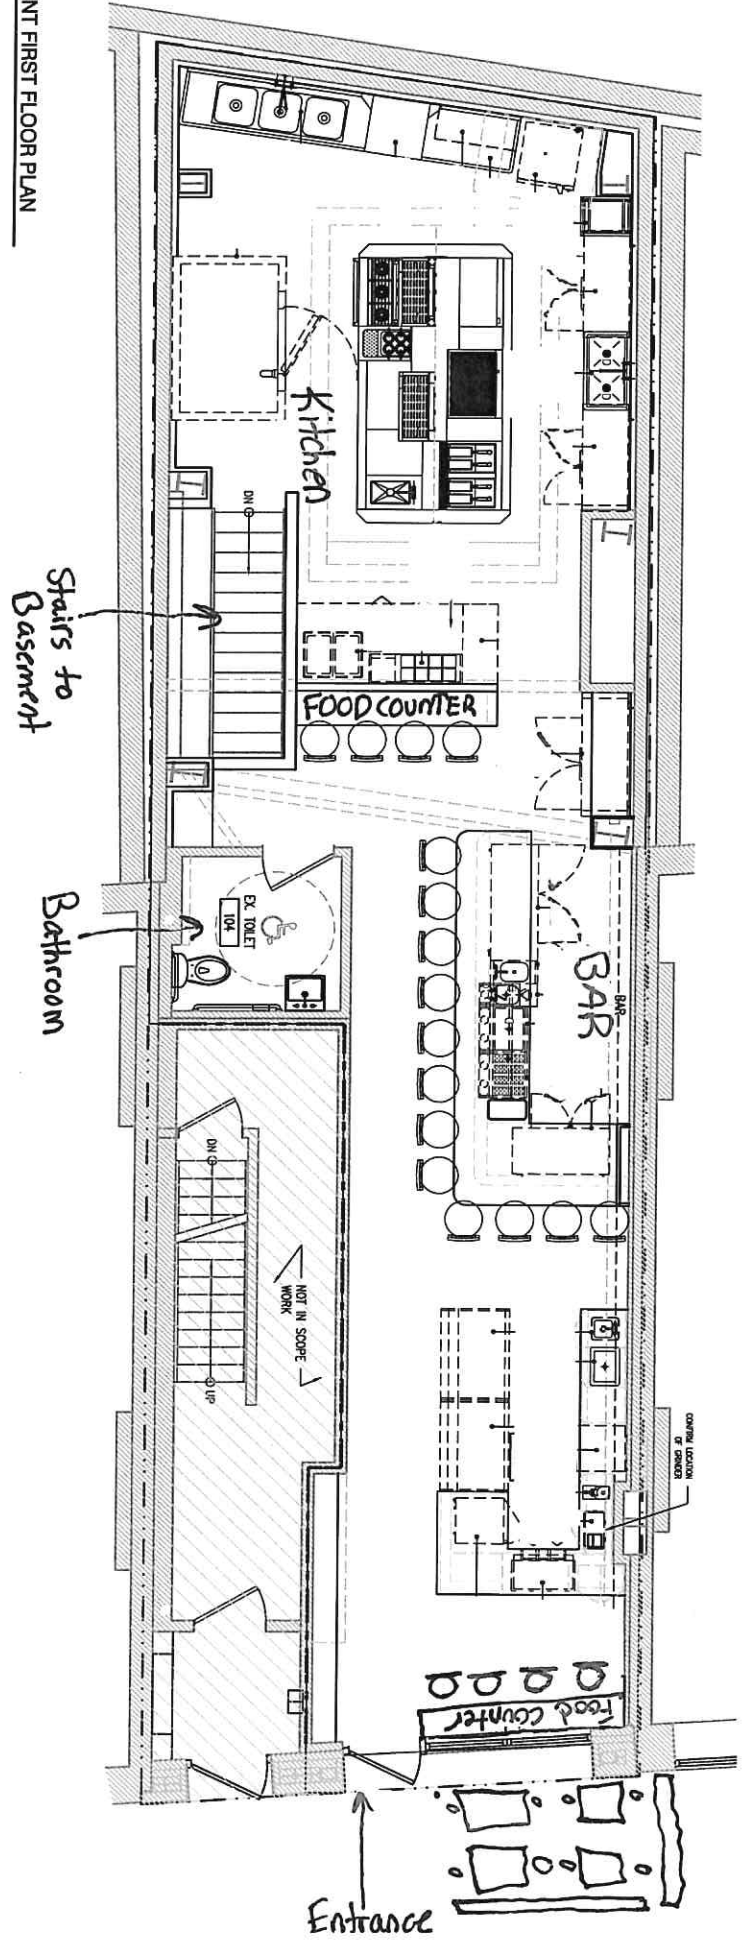 NT FIRST FLOOR PLAN
Kitchen
DN
Stairs to
Basement
FOOD COUNTER
EX. TOILET
104
Bathroom
BAR
BAR
DN
UP
NOT IN SCOPE
WORK
CONFIRM LOCATION
OF GRINDER
Food Counter
Entrance